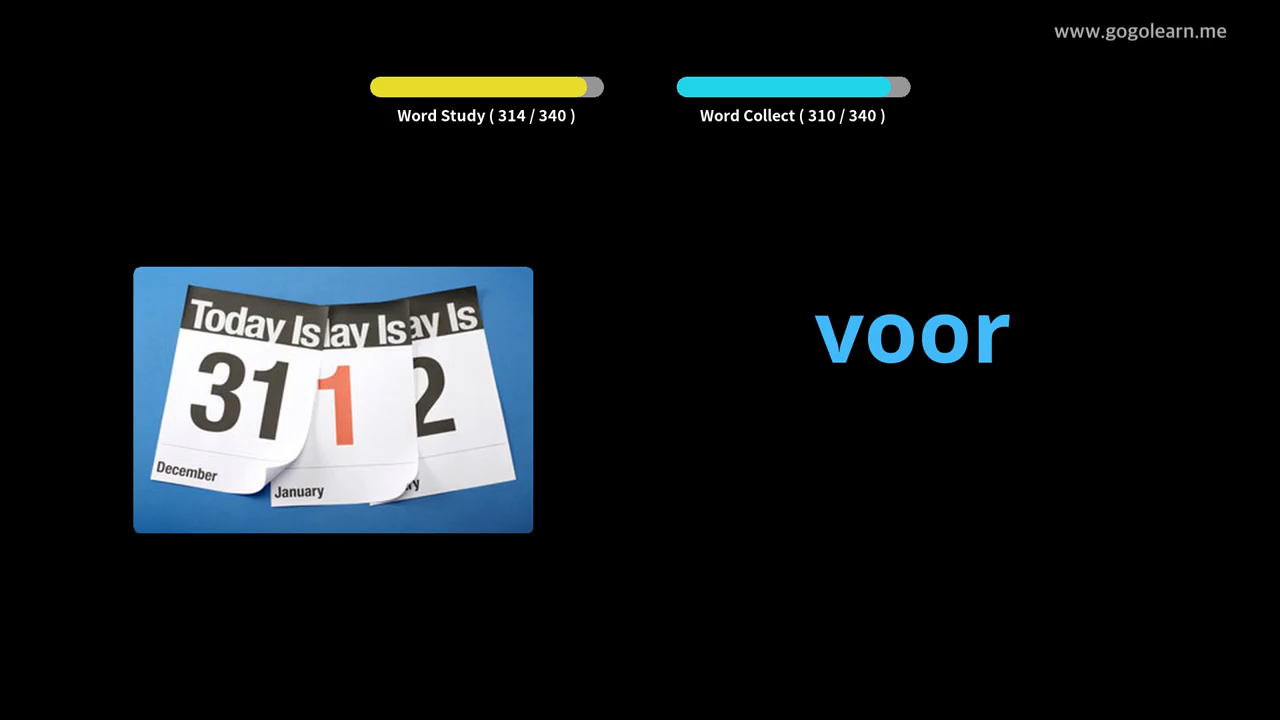 www.gogolearn.me
Word Study ( 314 / 340 )
Word Collect ( 310 / 340 )
Today Is
ay Is
ay Is
31
1
2
December
January
ry
voor